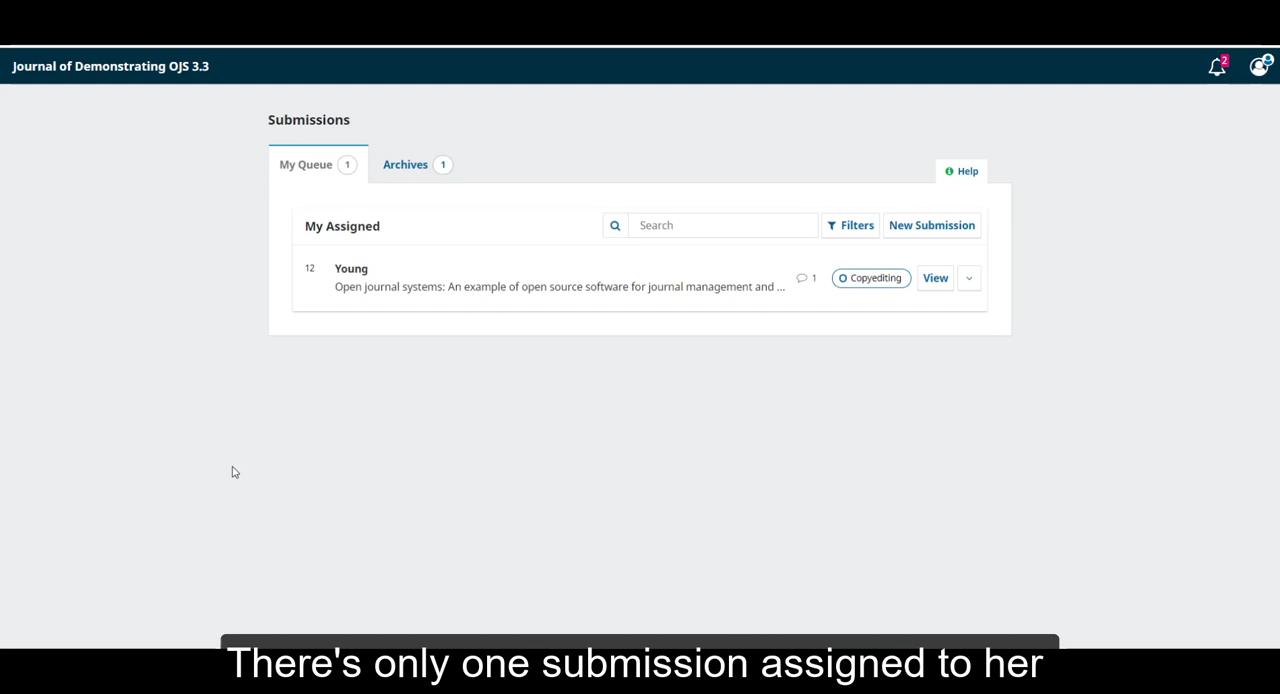 Journal of Demonstrating OJS 3.3
2
Submissions
My Queue 1
Archives 1
Help
My Assigned
Search
Filters
New Submission
12
Young
Open journal systems: An example of open source software for journal management and ...
1
Copyediting
View
There's only one submission assigned to her